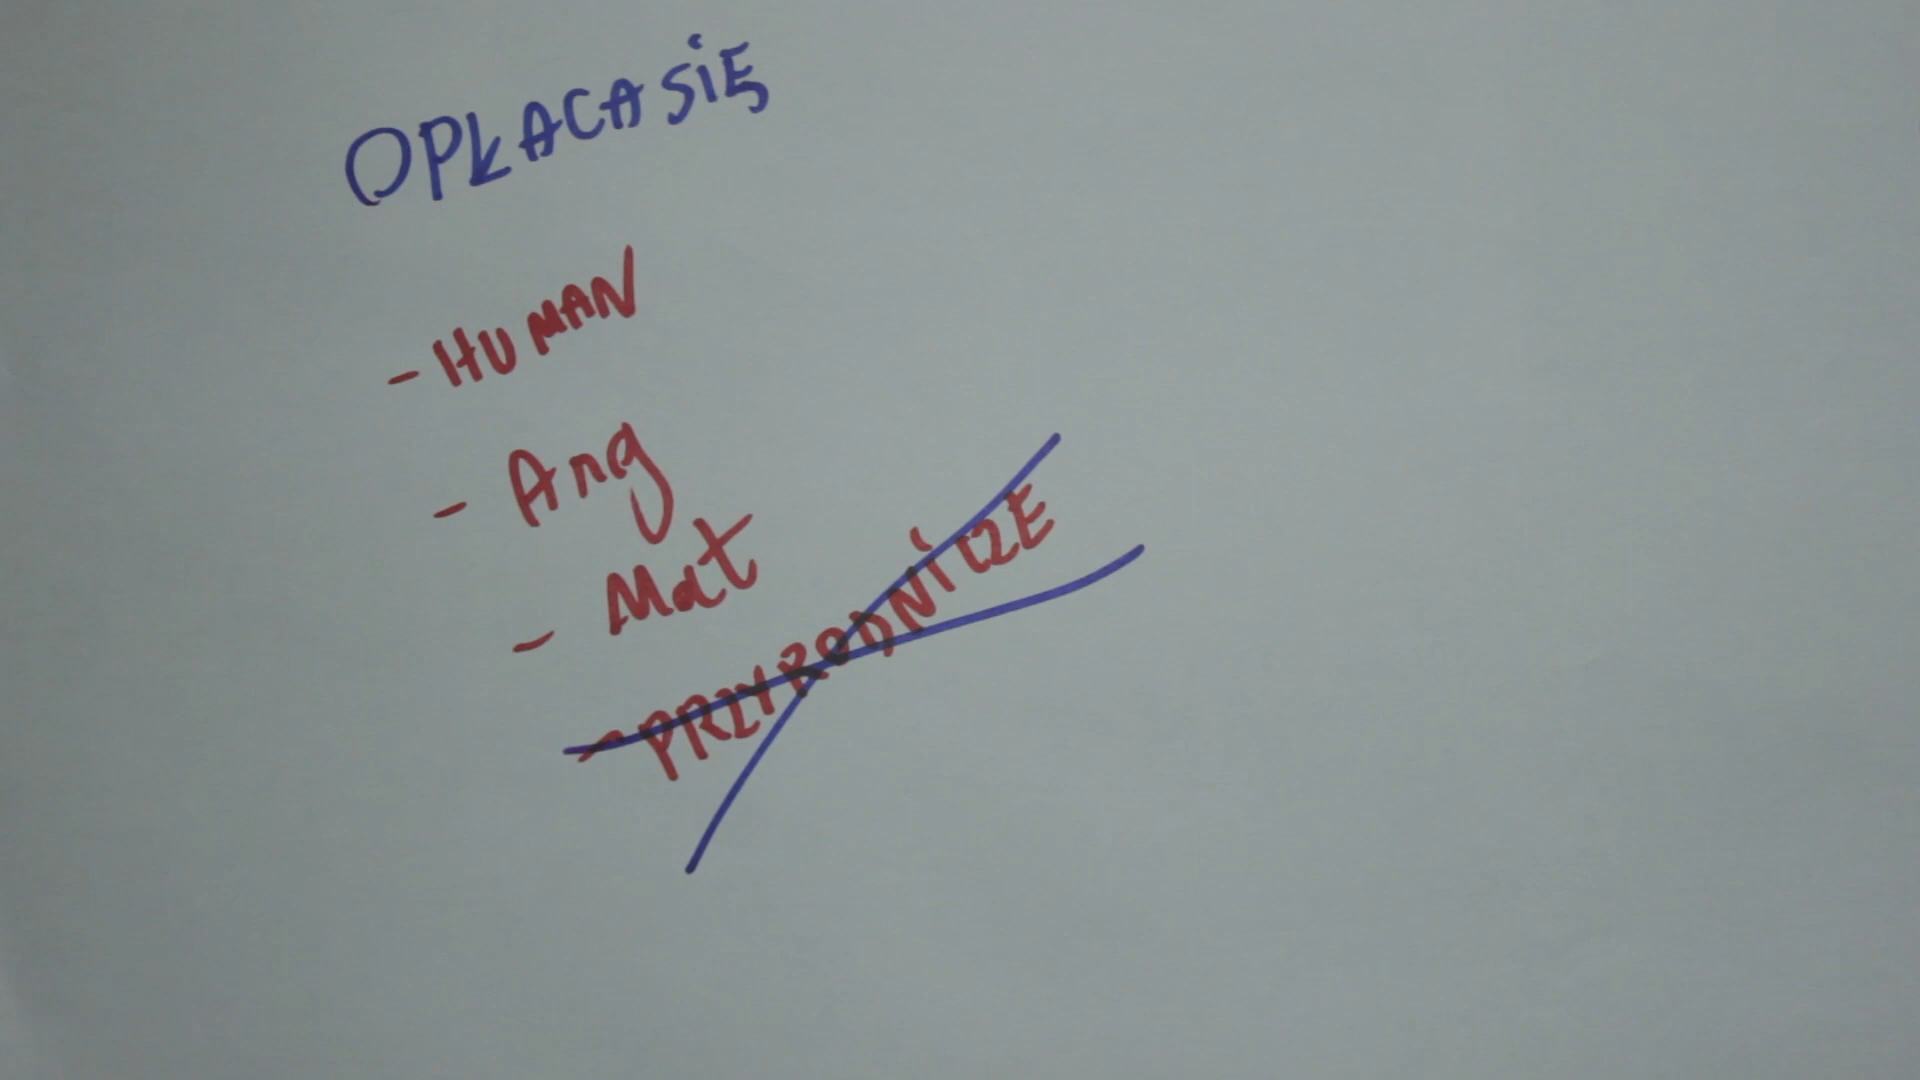 OPŁACA SIĘ
- HUMAN
- Ang
- Mat
- PRZYRODNICZE